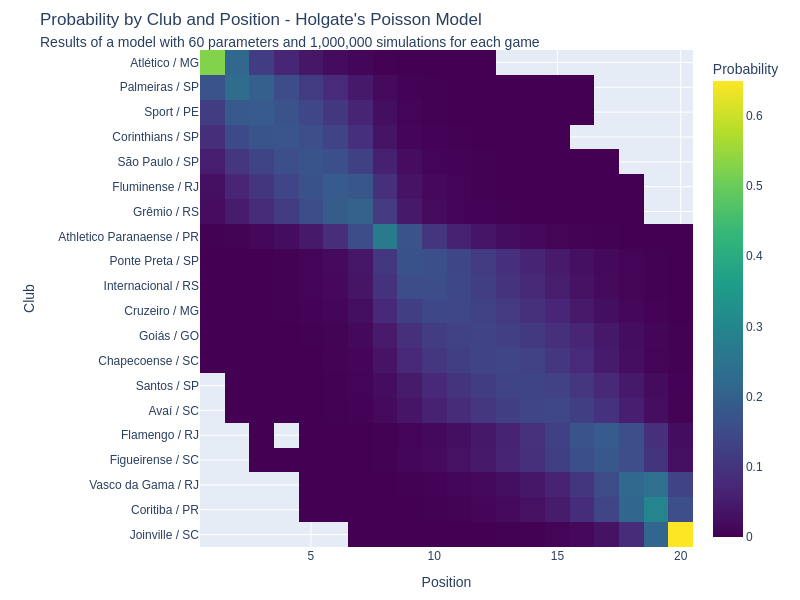 Probability by Club and Position - Holgate's Poisson Model
Results of a model with 60 parameters and 1,000,000 simulations for each game
Probability
Club
Atlético / MG
Palmeiras / SP
Sport / PE
Corinthians / SP
São Paulo / SP
Fluminense / RJ
Grêmio / RS
Athletico Paranaense / PR
Ponte Preta / SP
Internacional / RS
Cruzeiro / MG
Goiás / GO
Chapecoense / SC
Santos / SP
Avaí / SC
Flamengo / RJ
Figueirense / SC
Vasco da Gama / RJ
Coritiba / PR
Joinville / SC
0.6
0.5
0.4
0.3
0.2
0.1
0
5 10 15 20
Position